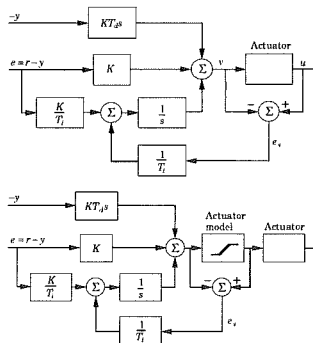 −y
KT_d s
Actuator
e = r − y
K
Σ
v
u
K/T_i
Σ
1/s
− Σ +
1/T_t
e_s
−y
KT_d s
Actuator model
Actuator
e = r − y
K
Σ
K/T_i
Σ
1/s
− Σ +
1/T_t
e_s